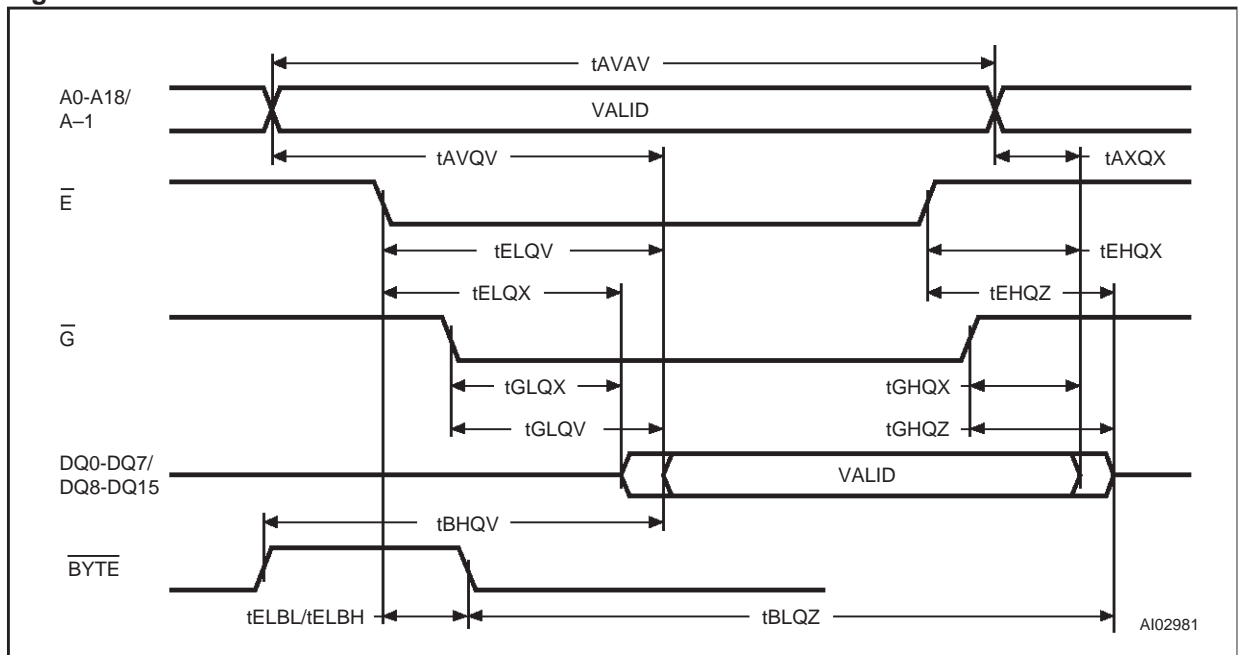 tAVAV
A0-A18/
A–1
VALID
tAVQV
tAXQX
E
tELQV
tEHQX
tELQX
tEHQZ
G
tGLQX
tGHQX
tGLQV
tGHQZ
DQ0-DQ7/
DQ8-DQ15
VALID
tBHQV
BYTE
tELBL/tELBH
tBLQZ
AI02981